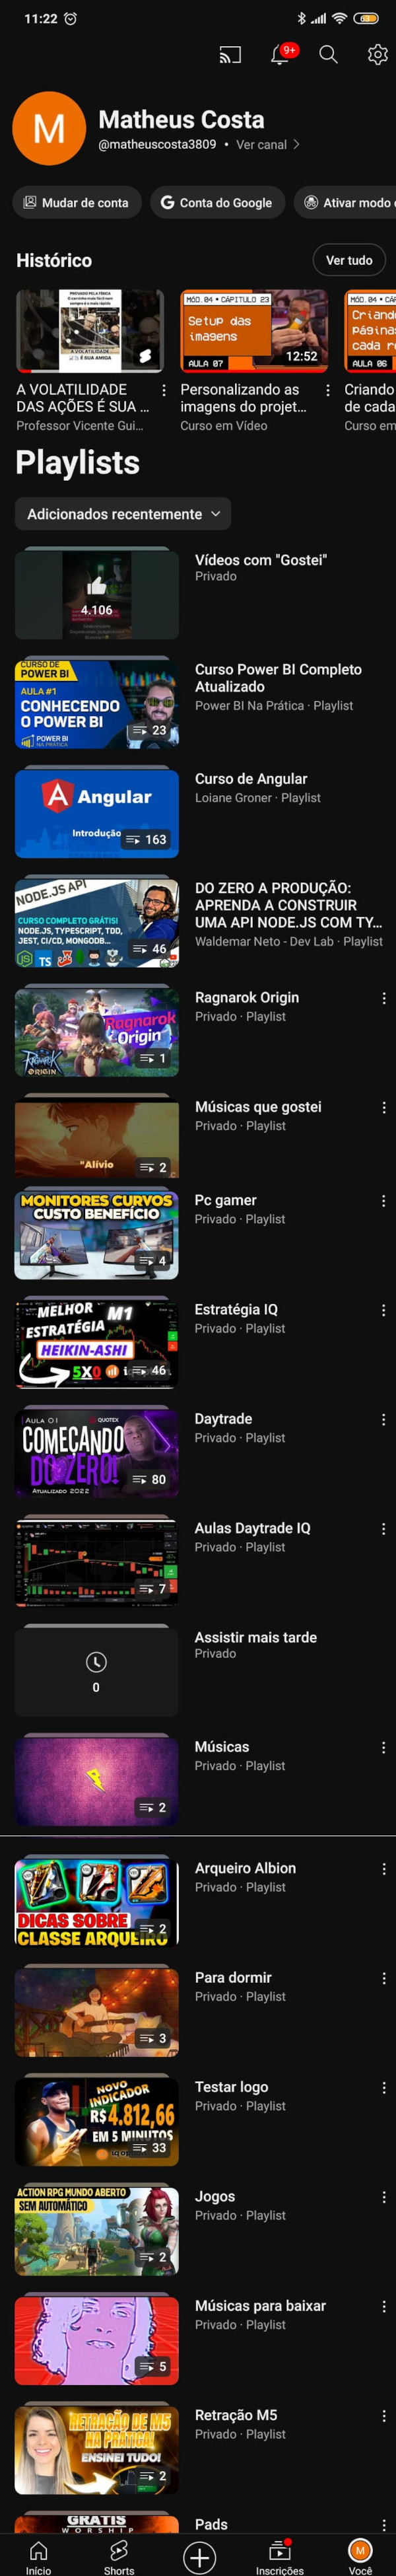 11:22
63
9+
M
Matheus Costa
@matheuscosta3809 • Ver canal
Mudar de conta
G Conta do Google
Ativar modo
Histórico
Ver tudo
A VOLATILIDADE
É SUA AMIGA
A VOLATILIDADE
DAS AÇÕES É SUA ...
Professor Vicente Gui...
MÓD. 04 • CAPÍTULO 23
Setup das
imagens
AULA 07
12:52
Personalizando as
imagens do projet...
Curso em Vídeo
MÓD. 04 • CAP
Criando
páginas
cada r
AULA 06
Criando
de cada
Curso em
Playlists
Adicionados recentemente
4.106
Vídeos com "Gostei"
Privado
CURSO DE
POWER BI
AULA #1
CONHECENDO
O POWER BI
POWER BI
NA PRÁTICA
23
Curso Power BI Completo
Atualizado
Power BI Na Prática · Playlist
A Angular
Introdução
163
Curso de Angular
Loiane Groner · Playlist
NODE.JS API
CURSO COMPLETO GRÁTIS!
NODE.JS, TYPESCRIPT, TDD,
JEST, CI/CD, MONGODB...
TS
46
DO ZERO A PRODUÇÃO:
APRENDA A CONSTRUIR
UMA API NODE.JS COM TY...
Waldemar Neto - Dev Lab · Playlist
Ragnarok
Origin
RAGNAROK
ORIGIN
1
Ragnarok Origin
Privado · Playlist
"Alívio
2
Músicas que gostei
Privado · Playlist
MONITORES CURVOS
CUSTO BENEFÍCIO
4
Pc gamer
Privado · Playlist
MELHOR M1
ESTRATÉGIA
HEIKIN-ASHI
5X0
46
Estratégia IQ
Privado · Playlist
AULA 01
QUOTEX
COMEÇANDO
DO ZERO!
ATUALIZADO 2022
80
Daytrade
Privado · Playlist
7
Aulas Daytrade IQ
Privado · Playlist
0
Assistir mais tarde
Privado
2
Músicas
Privado · Playlist
DICAS SOBRE
CLASSE ARQUEIRO
2
Arqueiro Albion
Privado · Playlist
3
Para dormir
Privado · Playlist
NOVO
INDICADOR
R$4.812,66
EM 5 MINUTOS
33
Testar logo
Privado · Playlist
ACTION RPG MUNDO ABERTO
SEM AUTOMÁTICO
2
Jogos
Privado · Playlist
5
Músicas para baixar
Privado · Playlist
RETRAÇÃO DE M5
NA PRÁTICA!
ENSINEI TUDO!
2
Retração M5
Privado · Playlist
GRATIS
WORSHIP
Pads
Início
Shorts
Inscrições
M
Você